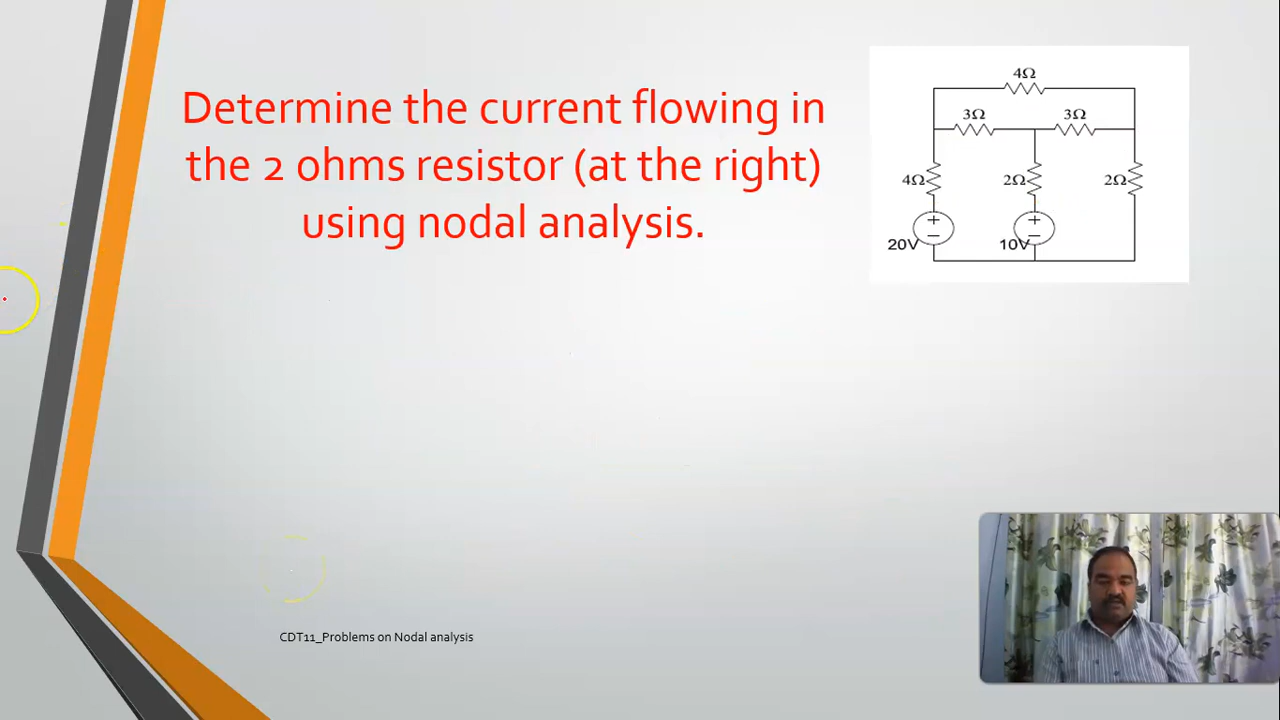 Determine the current flowing in
the 2 ohms resistor (at the right)
using nodal analysis.
4Ω
3Ω 3Ω
4Ω 2Ω 2Ω
+ +
− −
20V 10V
CDT11_Problems on Nodal analysis